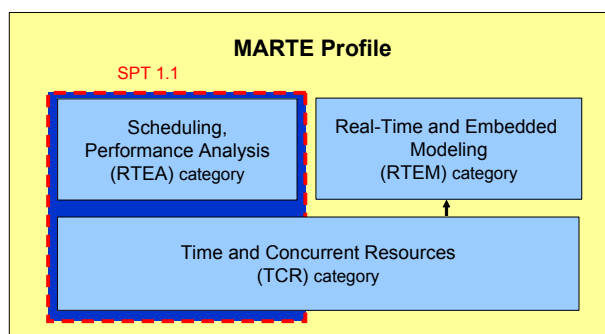 MARTE Profile
SPT 1.1
Scheduling,
Performance Analysis
(RTEA) category
Real-Time and Embedded
Modeling
(RTEM) category
Time and Concurrent Resources
(TCR) category